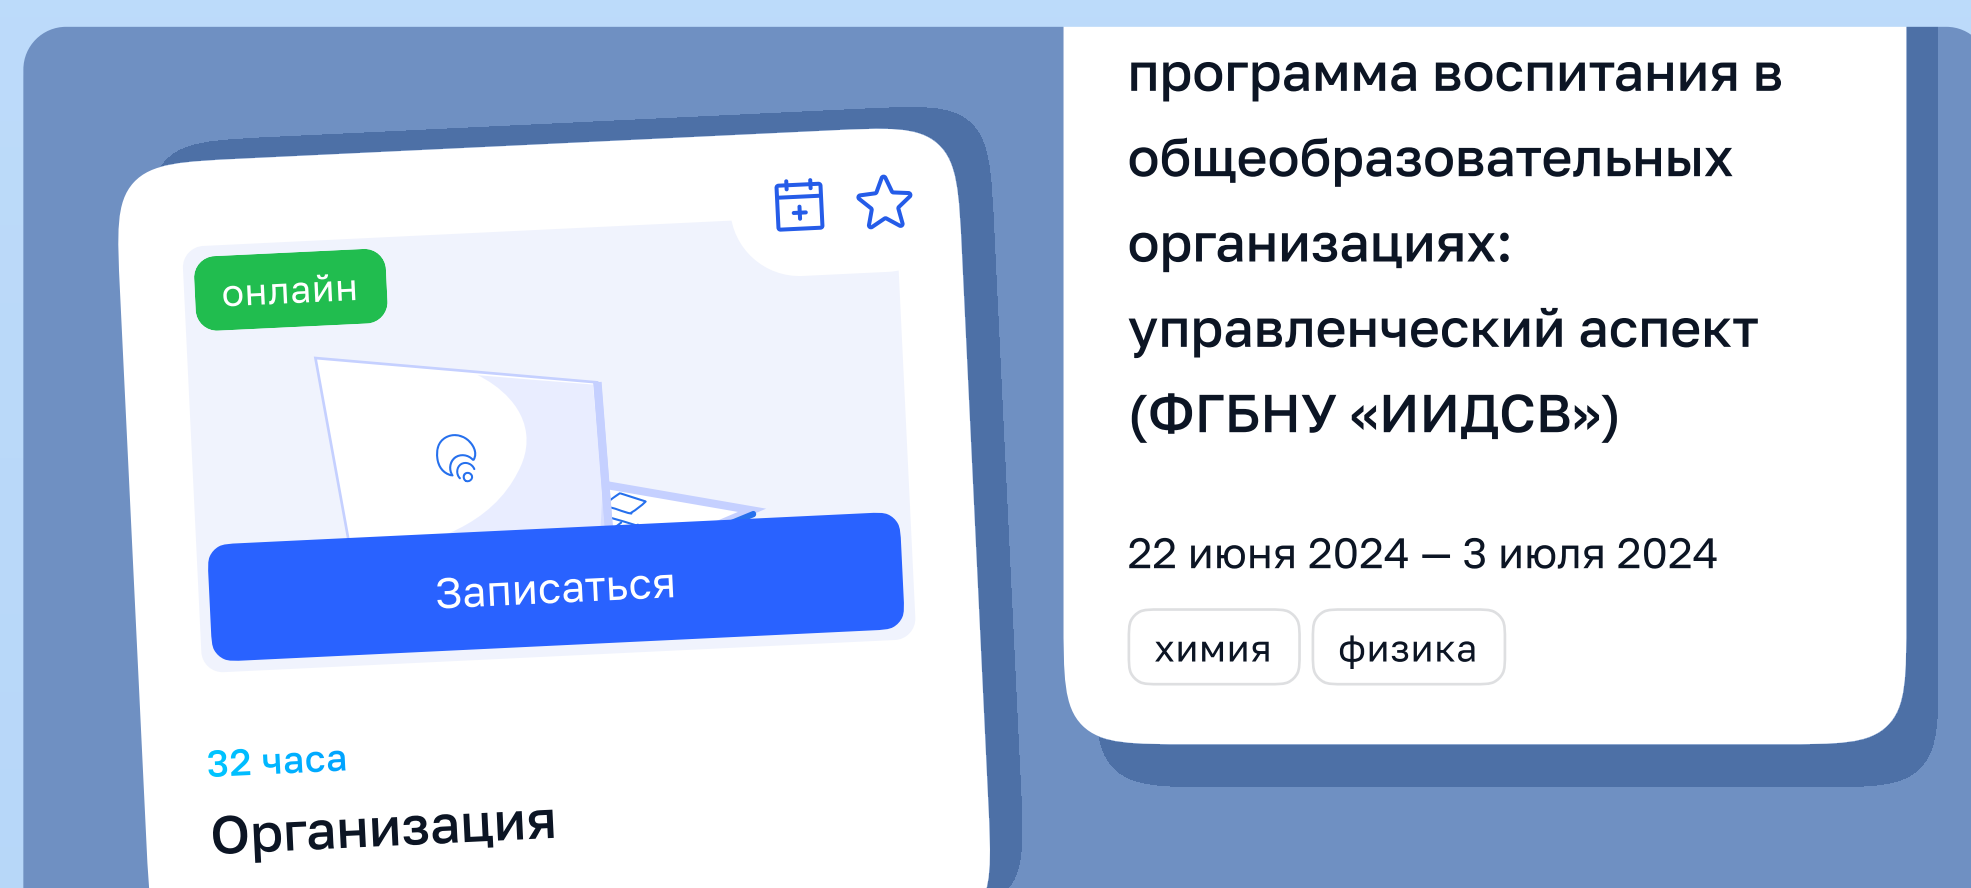 онлайн
Записаться
32 часа
Организация
программа воспитания в
общеобразовательных
организациях:
управленческий аспект
(ФГБНУ «ИИДСВ»)
22 июня 2024 — 3 июля 2024
химия
физика